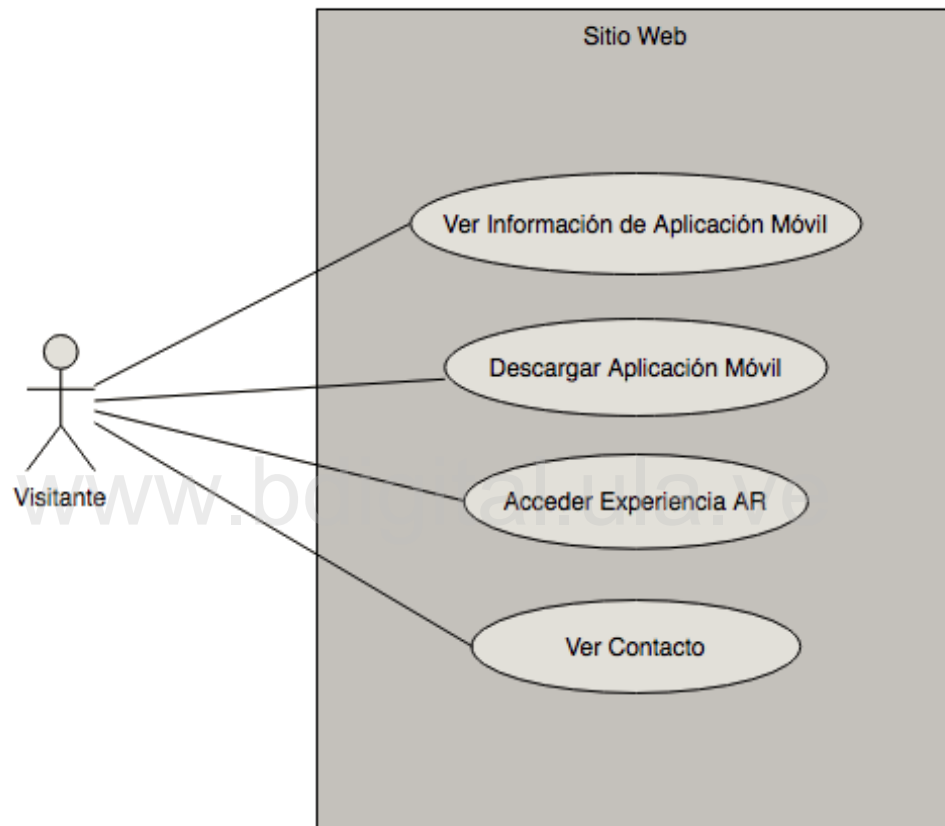 Sitio Web
Ver Información de Aplicación Móvil
Descargar Aplicación Móvil
Acceder Experiencia AR
Visitante
www.bdigital.ula.ve
Ver Contacto